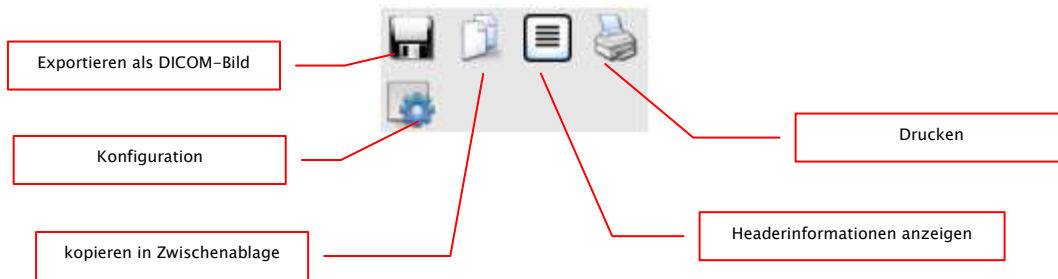 Exportieren als DICOM-Bild
Drucken
Konfiguration
Headerinformationen anzeigen
kopieren in Zwischenablage